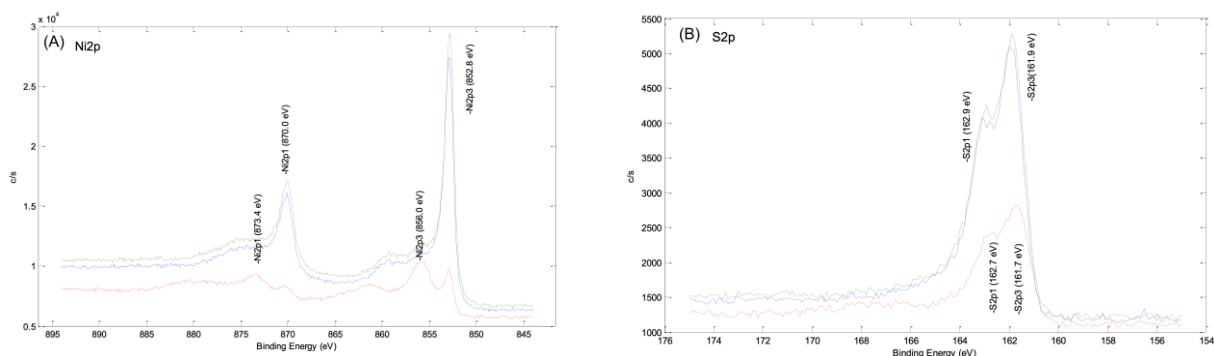 x 10⁴
3
(A) Ni2p
2.5
2
1.5
1
0.5
c/s
-Ni2p3 (852.8 eV)
-Ni2p1 (870.0 eV)
-Ni2p1 (873.4 eV)
-Ni2p3 (856.0 eV)
895 890 885 880 875 870 865 860 855 850 845
Binding Energy (eV)
(B) S2p
5500
5000
4500
4000
3500
3000
2500
2000
1500
1000
c/s
-S2p3(161.9 eV)
-S2p1 (162.9 eV)
-S2p1 (162.7 eV)
-S2p3 (161.7 eV)
176 174 172 170 168 166 164 162 160 158 156 154
Binding Energy (eV)